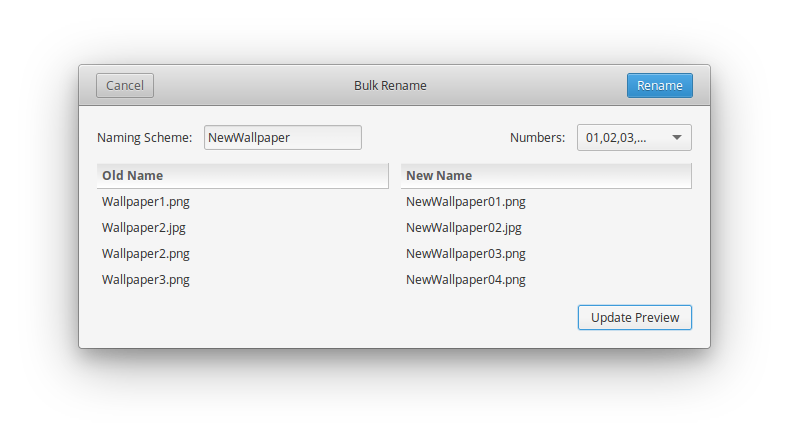 Cancel Bulk Rename Rename
Naming Scheme: NewWallpaper Numbers: 01,02,03,...
Old Name New Name
Wallpaper1.png NewWallpaper01.png
Wallpaper2.jpg NewWallpaper02.jpg
Wallpaper2.png NewWallpaper03.png
Wallpaper3.png NewWallpaper04.png
Update Preview